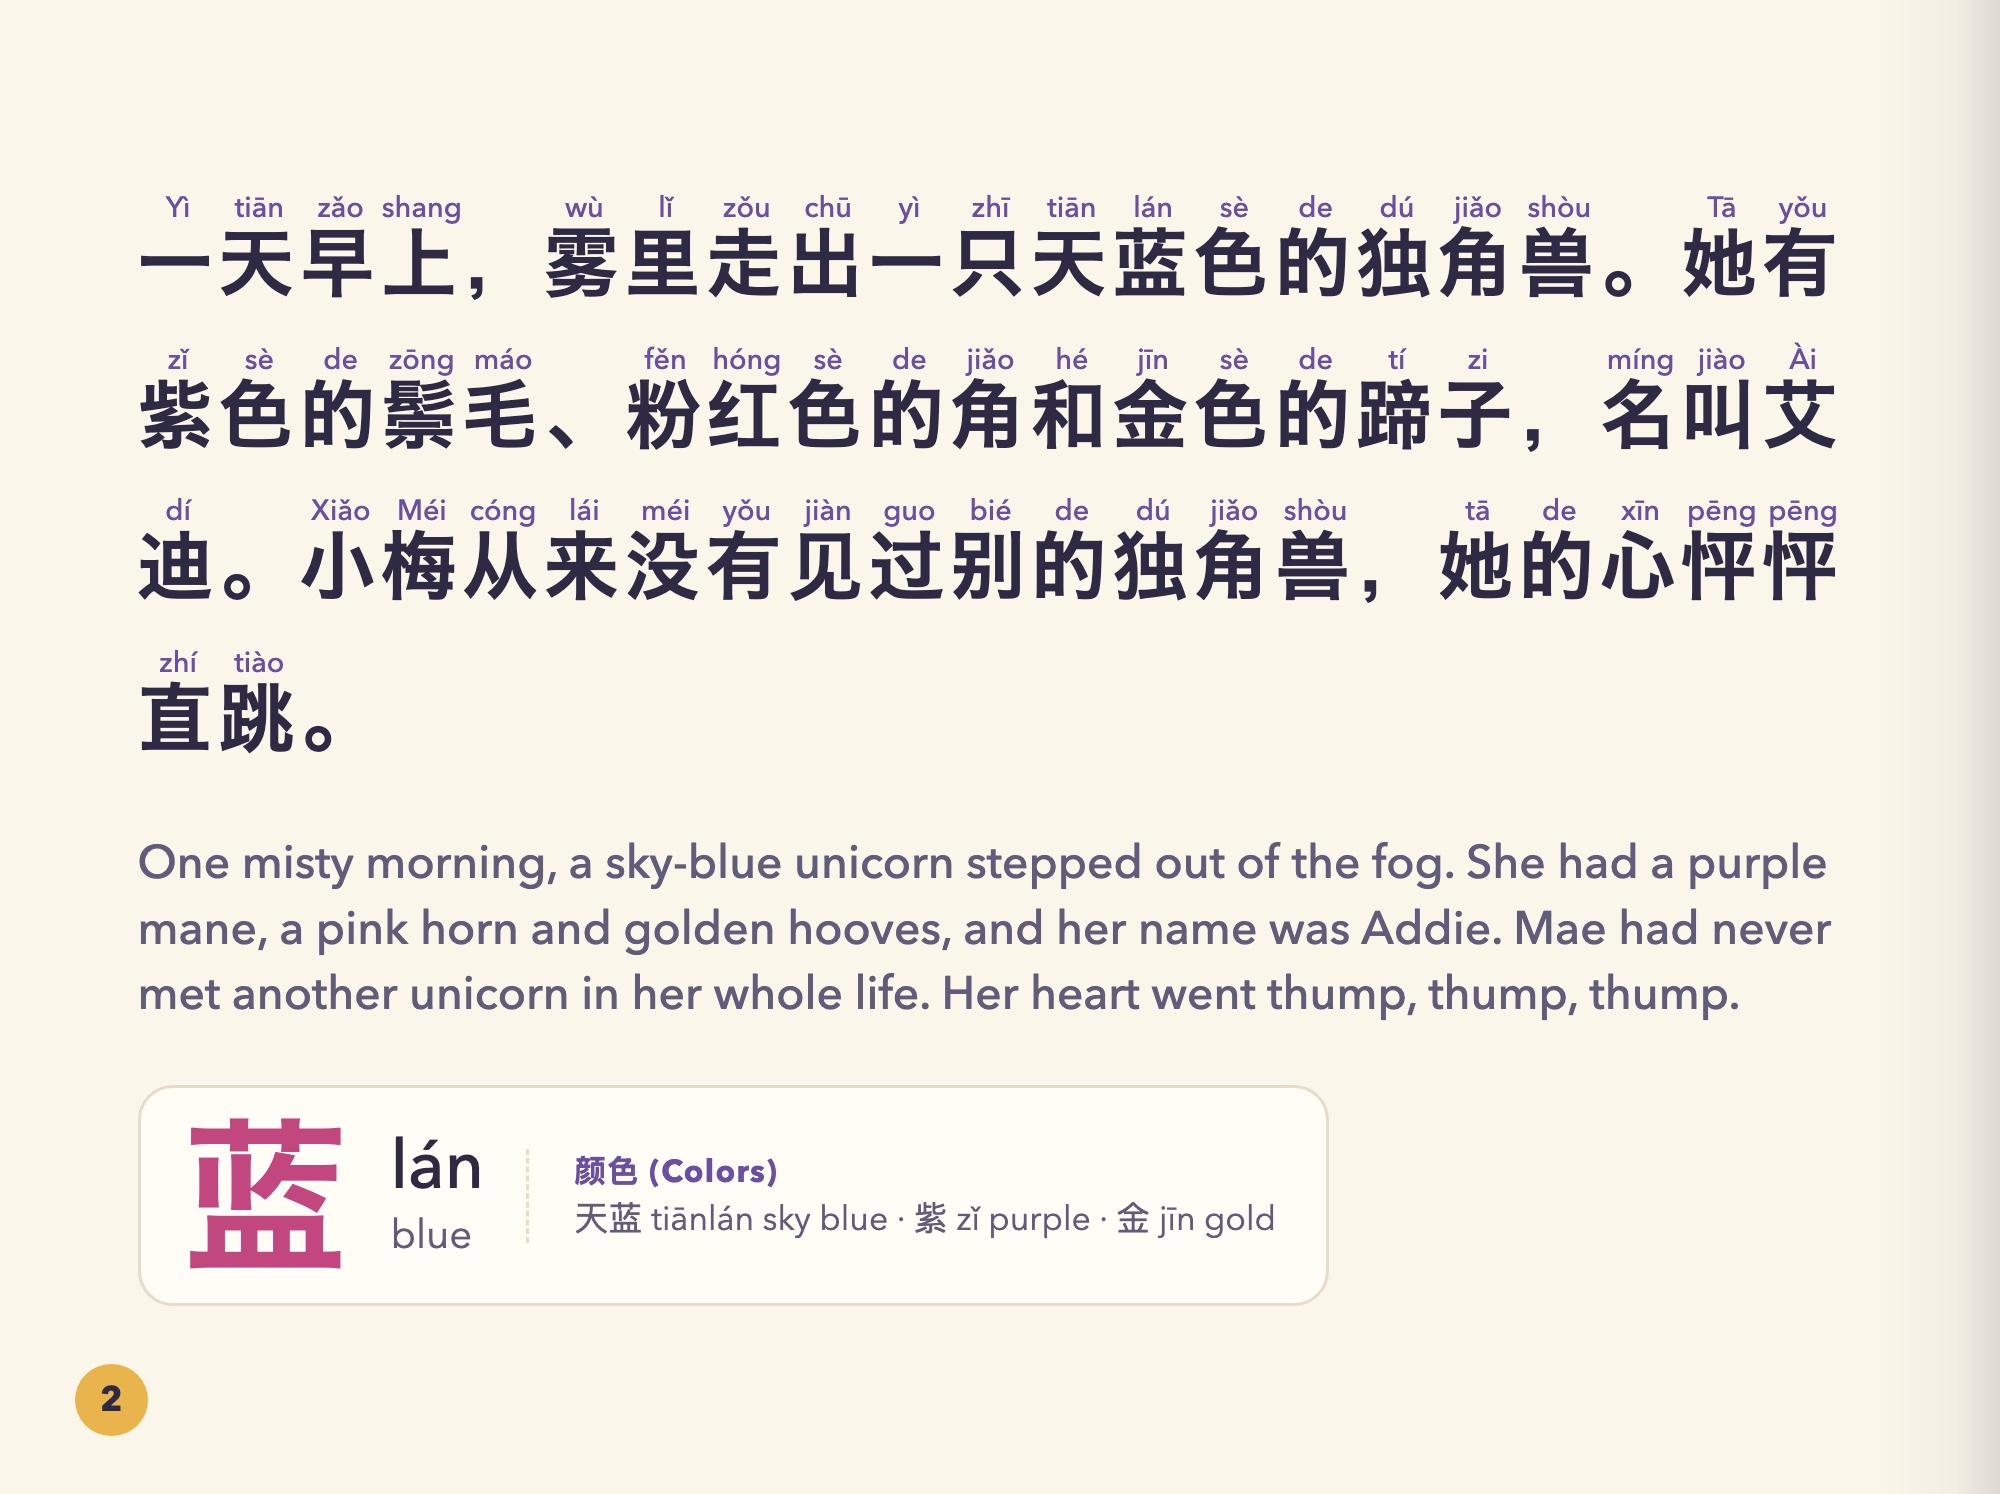 Yì tiān zǎo shang wù lǐ zǒu chū yì zhī tiān lán sè de dú jiǎo shòu Tā yǒu
一天早上，雾里走出一只天蓝色的独角兽。她有
zǐ sè de zōng máo fěn hóng sè de jiǎo hé jīn sè de tí zi míng jiào Ài
紫色的鬃毛、粉红色的角和金色的蹄子，名叫艾
dí Xiǎo Méi cóng lái méi yǒu jiàn guo bié de dú jiǎo shòu tā de xīn pēng pēng
迪。小梅从来没有见过别的独角兽，她的心怦怦
zhí tiào
直跳。
One misty morning, a sky-blue unicorn stepped out of the fog. She had a purple
mane, a pink horn and golden hooves, and her name was Addie. Mae had never
met another unicorn in her whole life. Her heart went thump, thump, thump.
蓝
lán
blue
颜色 (Colors)
天蓝 tiānlán sky blue · 紫 zǐ purple · 金 jīn gold
2